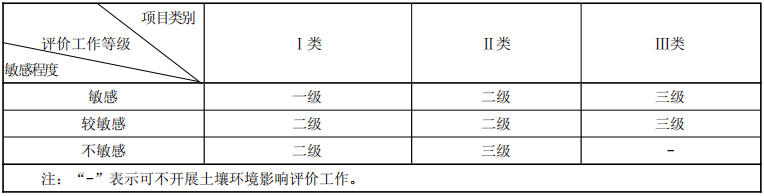 项目类别
评价工作等级
敏感程度
Ⅰ类 Ⅱ类 Ⅲ类
敏感 一级 二级 三级
较敏感 二级 二级 三级
不敏感 二级 三级 -
注：“-”表示可不开展土壤环境影响评价工作。